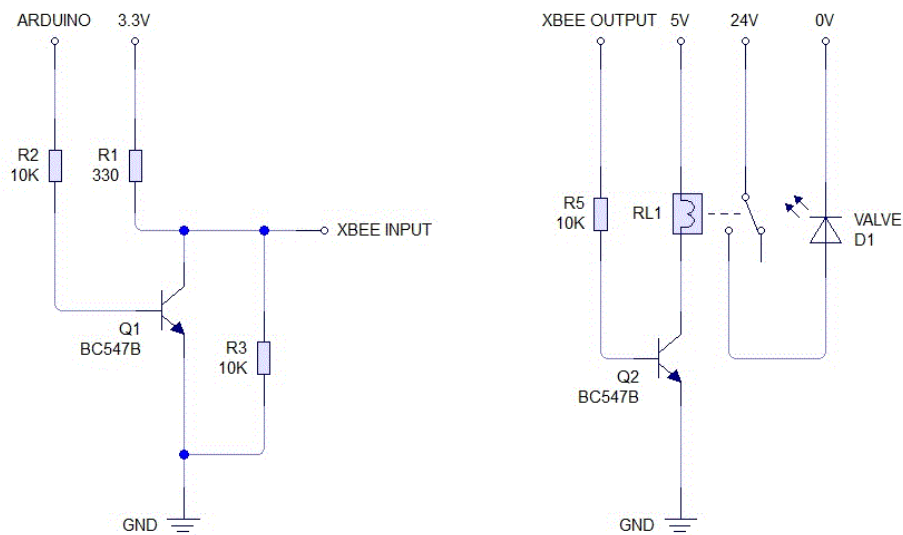 ARDUINO 3.3V
R2
10K
R1
330
XBEE INPUT
Q1
BC547B
R3
10K
GND
XBEE OUTPUT 5V 24V 0V
R5
10K
RL1
VALVE
D1
Q2
BC547B
GND